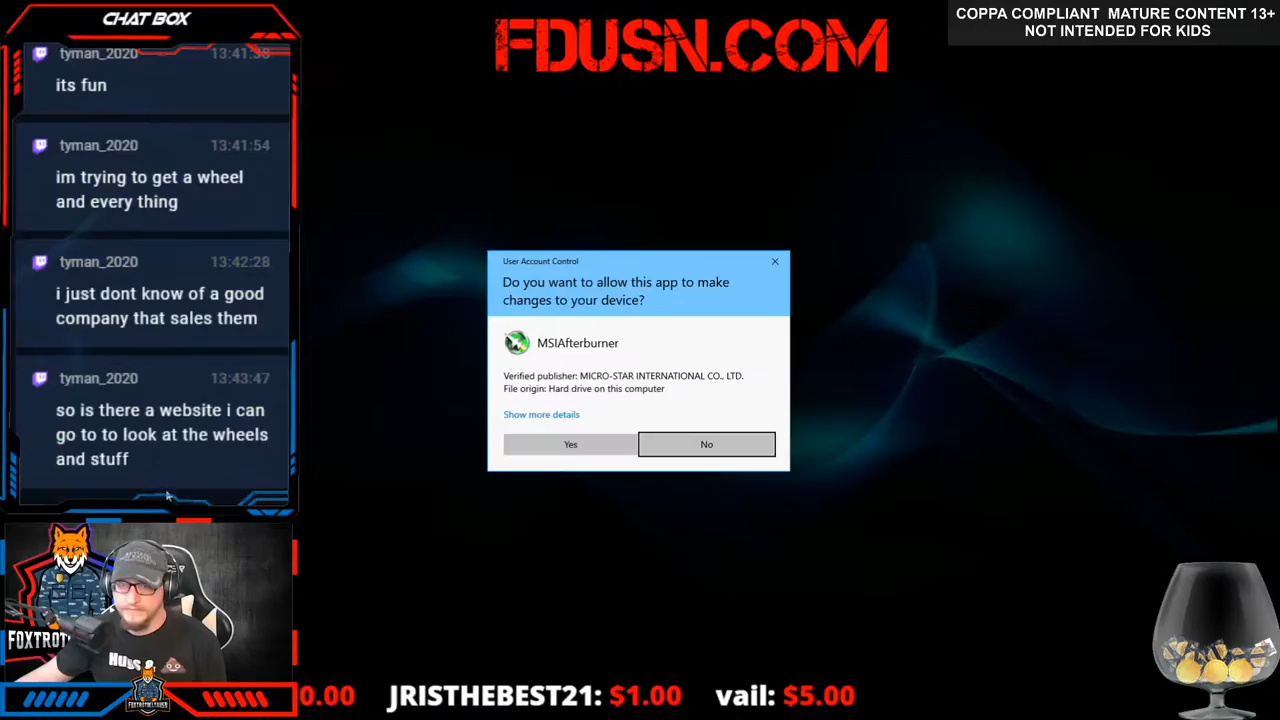 CHAT BOX
tyman_2020 13:41:38
its fun
tyman_2020 13:41:54
im trying to get a wheel
and every thing
tyman_2020 13:42:28
i just dont know of a good
company that sales them
tyman_2020 13:43:47
so is there a website i can
go to to look at the wheels
and stuff
FDUSN.COM
COPPA COMPLIANT MATURE CONTENT 13+
NOT INTENDED FOR KIDS
User Account Control
Do you want to allow this app to make
changes to your device?
MSIAfterburner
Verified publisher: MICRO-STAR INTERNATIONAL CO., LTD.
File origin: Hard drive on this computer
Show more details
Yes No
0.00 JRISTHEBEST21: $1.00 vail: $5.00